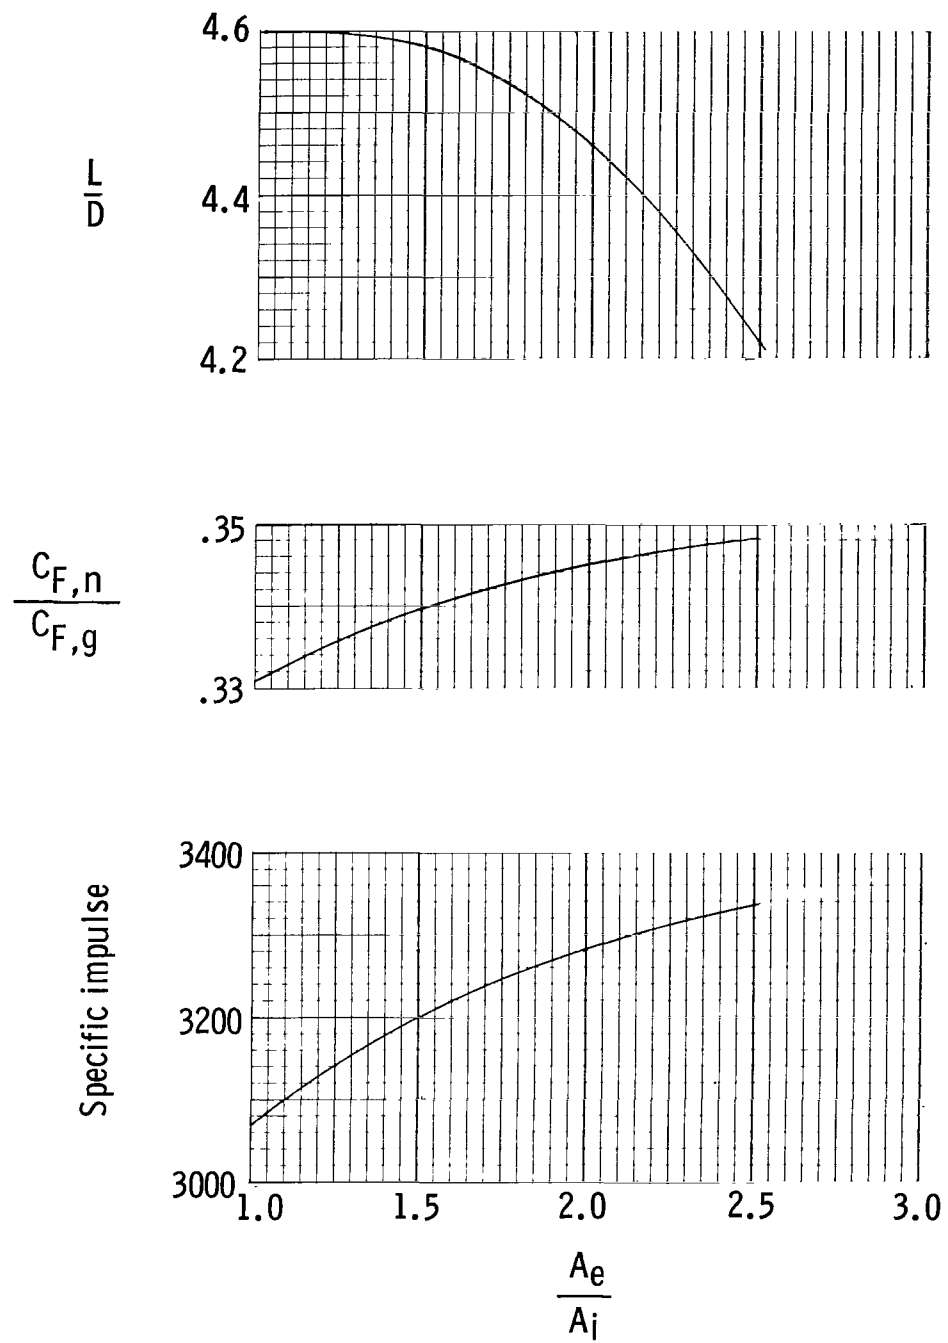 4.6
L
D
4.4
4.2
.35
C_F,n
C_F,g
.33
3400
Specific impulse
3200
3000
1.0 1.5 2.0 2.5 3.0
A_e
A_i